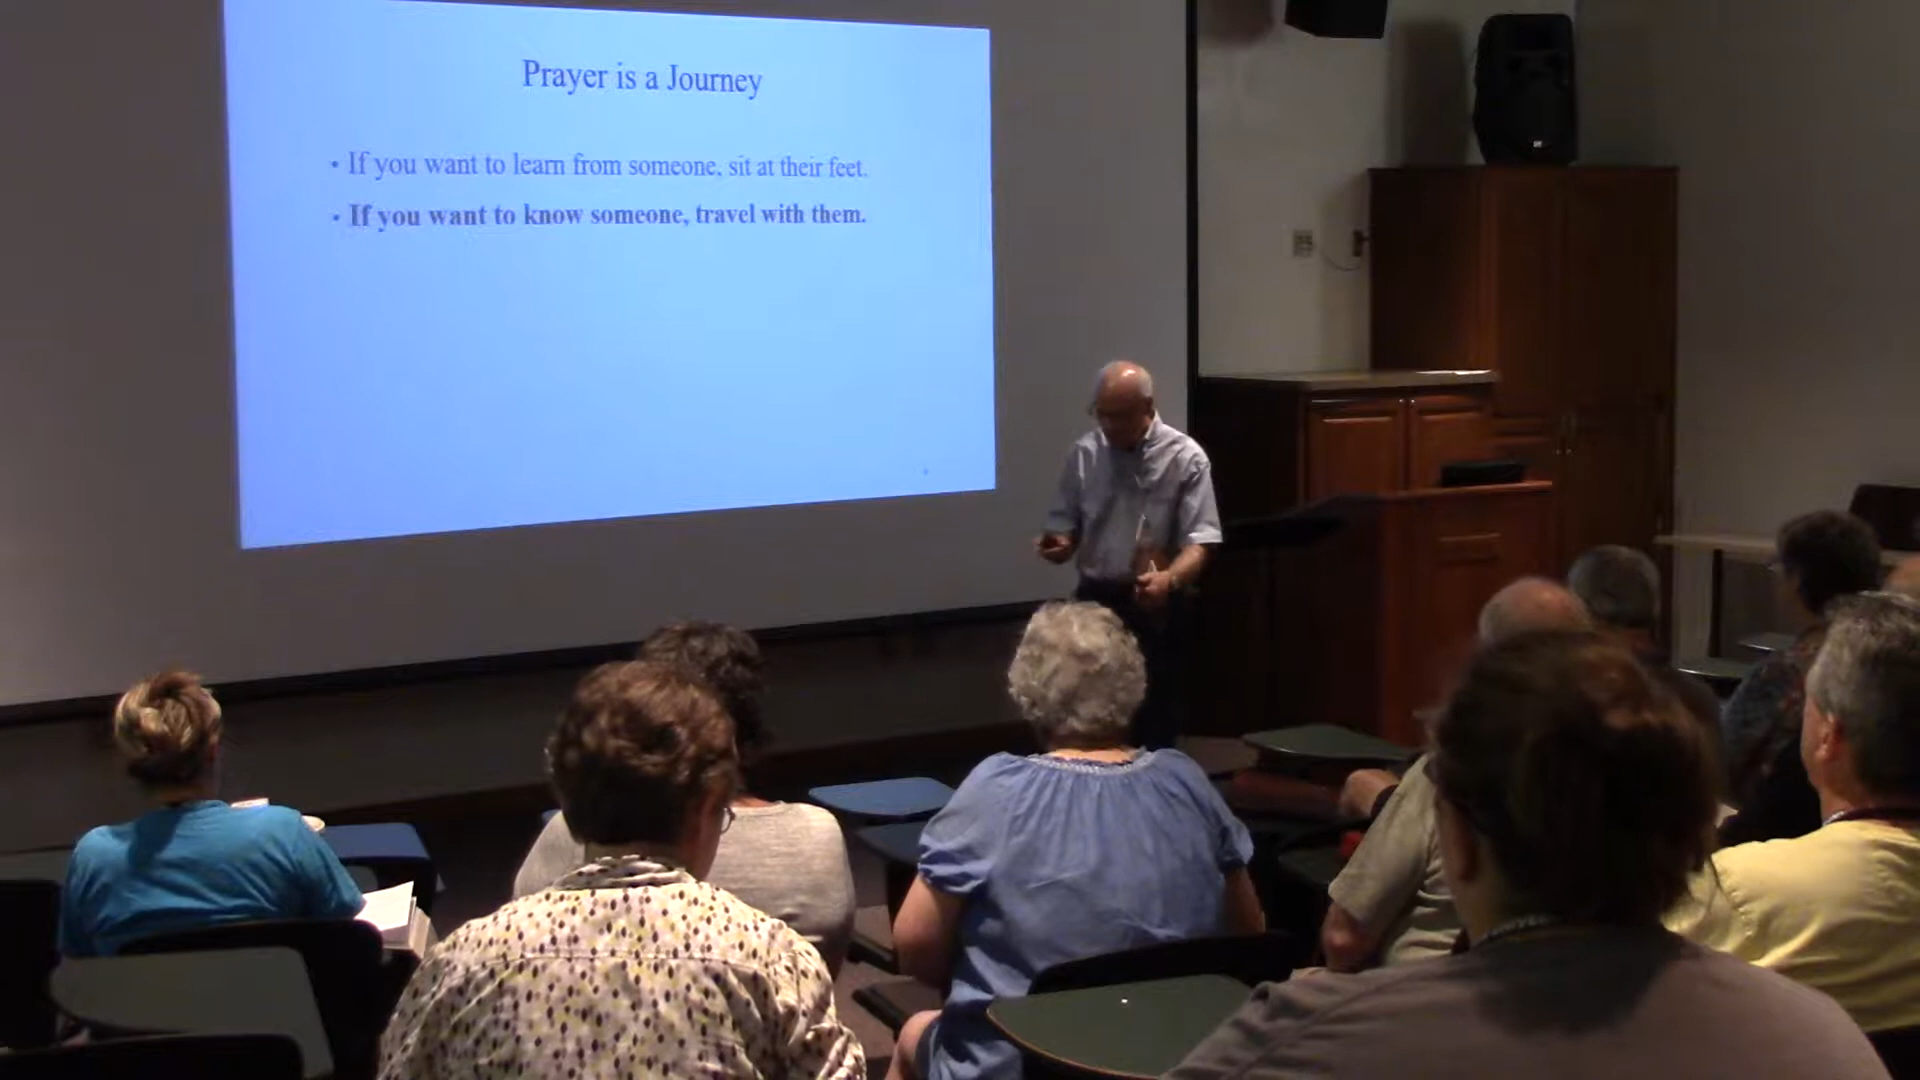 Prayer is a Journey
• If you want to learn from someone, sit at their feet.
• If you want to know someone, travel with them.